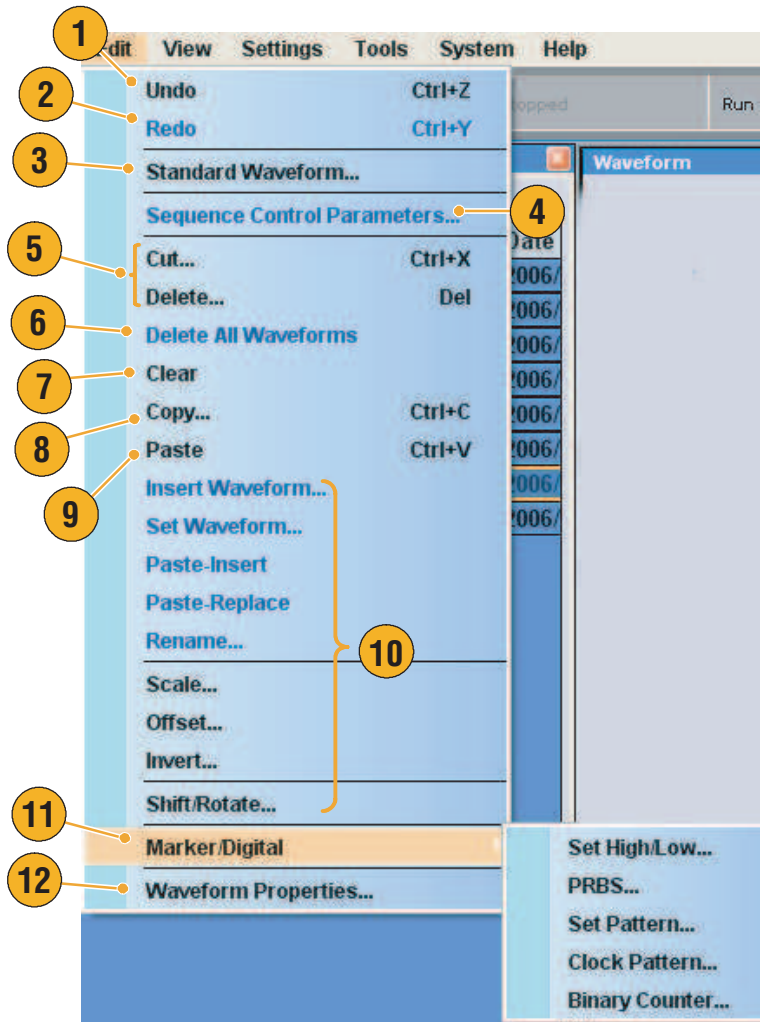 1
dit View Settings Tools System Help
2
Undo Ctrl+Z
Redo Ctrl+Y
opped
Run
3
Standard Waveform...
Waveform
Sequence Control Parameters...
4
Date
5
Cut... Ctrl+X
2006/
Delete... Del
2006/
6
Delete All Waveforms
2006/
7
Clear
2006/
8
Copy... Ctrl+C
2006/
9
Paste Ctrl+V
2006/
Insert Waveform...
2006/
Set Waveform...
2006/
Paste-Insert
Paste-Replace
Rename...
10
Scale...
Offset...
Invert...
Shift/Rotate...
11
Marker/Digital
12
Waveform Properties...
Set High/Low...
PRBS...
Set Pattern...
Clock Pattern...
Binary Counter...